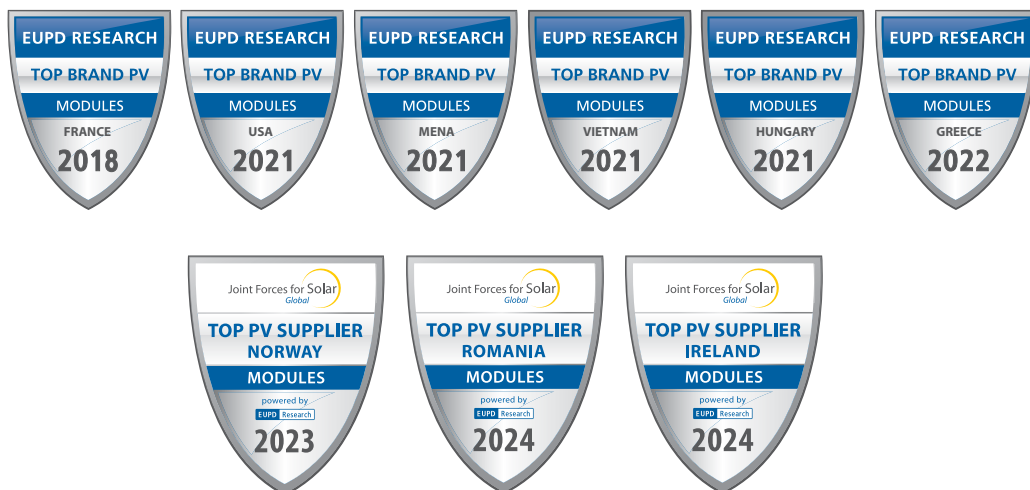 EUPD RESEARCH
TOP BRAND PV
MODULES
FRANCE
2018
EUPD RESEARCH
TOP BRAND PV
MODULES
USA
2021
EUPD RESEARCH
TOP BRAND PV
MODULES
MENA
2021
EUPD RESEARCH
TOP BRAND PV
MODULES
VIETNAM
2021
EUPD RESEARCH
TOP BRAND PV
MODULES
HUNGARY
2021
EUPD RESEARCH
TOP BRAND PV
MODULES
GREECE
2022
Joint Forces for Solar
Global
TOP PV SUPPLIER
NORWAY
MODULES
powered by
EUPD Research
2023
Joint Forces for Solar
Global
TOP PV SUPPLIER
ROMANIA
MODULES
powered by
EUPD Research
2024
Joint Forces for Solar
Global
TOP PV SUPPLIER
IRELAND
MODULES
powered by
EUPD Research
2024